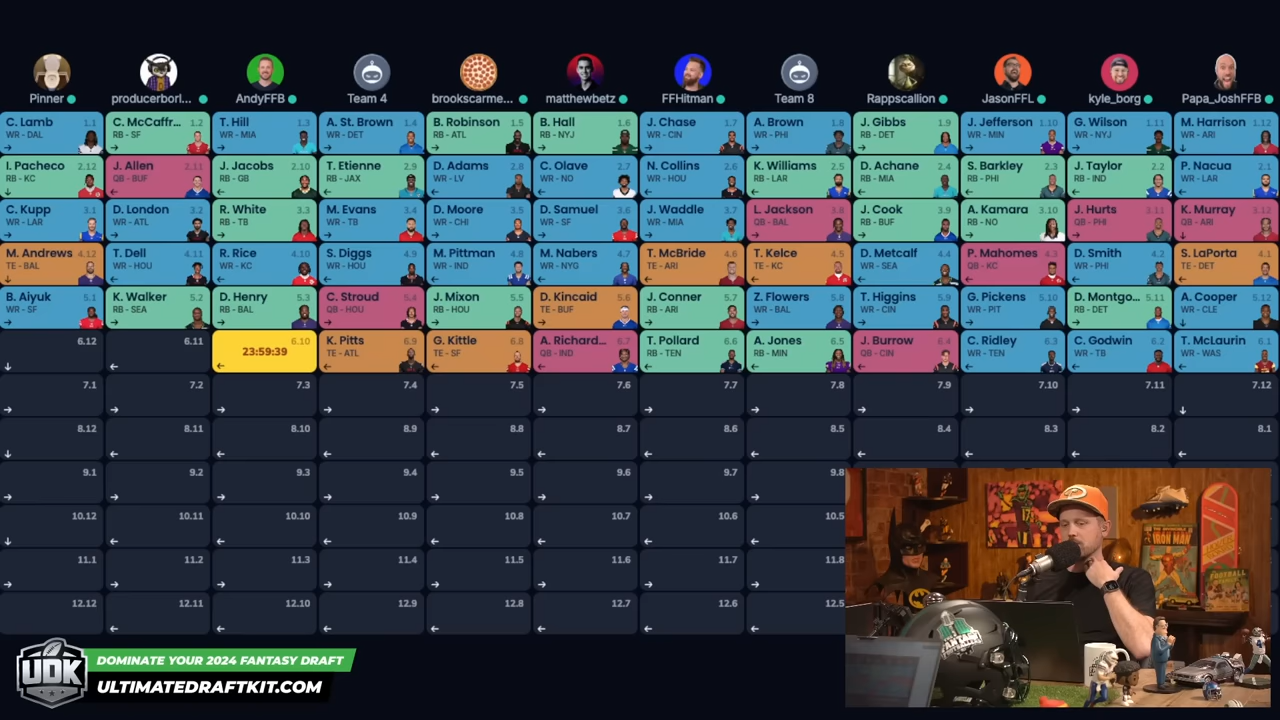 Pinner
producerborl...
AndyFFB
Team 4
brookscarme...
matthewbetz
FFHitman
Team 8
Rappscallion
JasonFFL
kyle_borg
Papa_JoshFFB
C. Lamb 1.1 C. McCaffr... 1.2 T. Hill 1.3 A. St. Brown 1.4 B. Robinson 1.5 B. Hall 1.6 J. Chase 1.7 A. Brown 1.8 J. Gibbs 1.9 J. Jefferson 1.10 G. Wilson 1.11 M. Harrison 1.12
WR - DAL RB - SF WR - MIA WR - DET RB - ATL RB - NYJ WR - CIN WR - PHI RB - DET WR - MIN WR - NYJ WR - ARI
I. Pacheco 2.12 J. Allen 2.11 J. Jacobs 2.10 T. Etienne 2.9 D. Adams 2.8 C. Olave 2.7 N. Collins 2.6 K. Williams 2.5 D. Achane 2.4 S. Barkley 2.3 J. Taylor 2.2 P. Nacua 2.1
RB - KC QB - BUF RB - GB RB - JAX WR - LV WR - NO WR - HOU RB - LAR RB - MIA RB - PHI RB - IND WR - LAR
C. Kupp 3.1 D. London 3.2 R. White 3.3 M. Evans 3.4 D. Moore 3.5 D. Samuel 3.6 J. Waddle 3.7 L. Jackson 3.8 J. Cook 3.9 A. Kamara 3.10 J. Hurts 3.11 K. Murray 3.12
WR - LAR WR - ATL RB - TB WR - TB WR - CHI WR - SF WR - MIA QB - BAL RB - BUF RB - NO QB - PHI QB - ARI
M. Andrews 4.12 T. Dell 4.11 R. Rice 4.10 S. Diggs 4.9 M. Pittman 4.8 M. Nabers 4.7 T. McBride 4.6 T. Kelce 4.5 D. Metcalf 4.4 P. Mahomes 4.3 D. Smith 4.2 S. LaPorta 4.1
TE - BAL WR - HOU WR - KC WR - HOU WR - IND WR - NYG TE - ARI TE - KC WR - SEA QB - KC WR - PHI TE - DET
B. Aiyuk 5.1 K. Walker 5.2 D. Henry 5.3 C. Stroud 5.4 J. Mixon 5.5 D. Kincaid 5.6 J. Conner 5.7 Z. Flowers 5.8 T. Higgins 5.9 G. Pickens 5.10 D. Montgo... 5.11 A. Cooper 5.12
WR - SF RB - SEA RB - BAL QB - HOU RB - HOU TE - BUF RB - ARI WR - BAL WR - CIN WR - PIT RB - DET WR - CLE
6.12 6.11 6.10 K. Pitts 6.9 G. Kittle 6.8 A. Richard... 6.7 T. Pollard 6.6 A. Jones 6.5 J. Burrow 6.4 C. Ridley 6.3 C. Godwin 6.2 T. McLaurin 6.1
23:59:39 TE - ATL TE - SF QB - IND RB - TEN RB - MIN QB - CIN WR - TEN WR - TB WR - WAS
7.1 7.2 7.3 7.4 7.5 7.6 7.7 7.8 7.9 7.10 7.11 7.12
8.12 8.11 8.10 8.9 8.8 8.7 8.6 8.5 8.4 8.3 8.2 8.1
9.1 9.2 9.3 9.4 9.5 9.6 9.7 9.8
10.12 10.11 10.10 10.9 10.8 10.7 10.6 10.5
11.1 11.2 11.3 11.4 11.5 11.6 11.7 11.8
12.12 12.11 12.10 12.9 12.8 12.7 12.6 12.5
UDK
DOMINATE YOUR 2024 FANTASY DRAFT
ULTIMATEDRAFTKIT.COM
IRON MAN